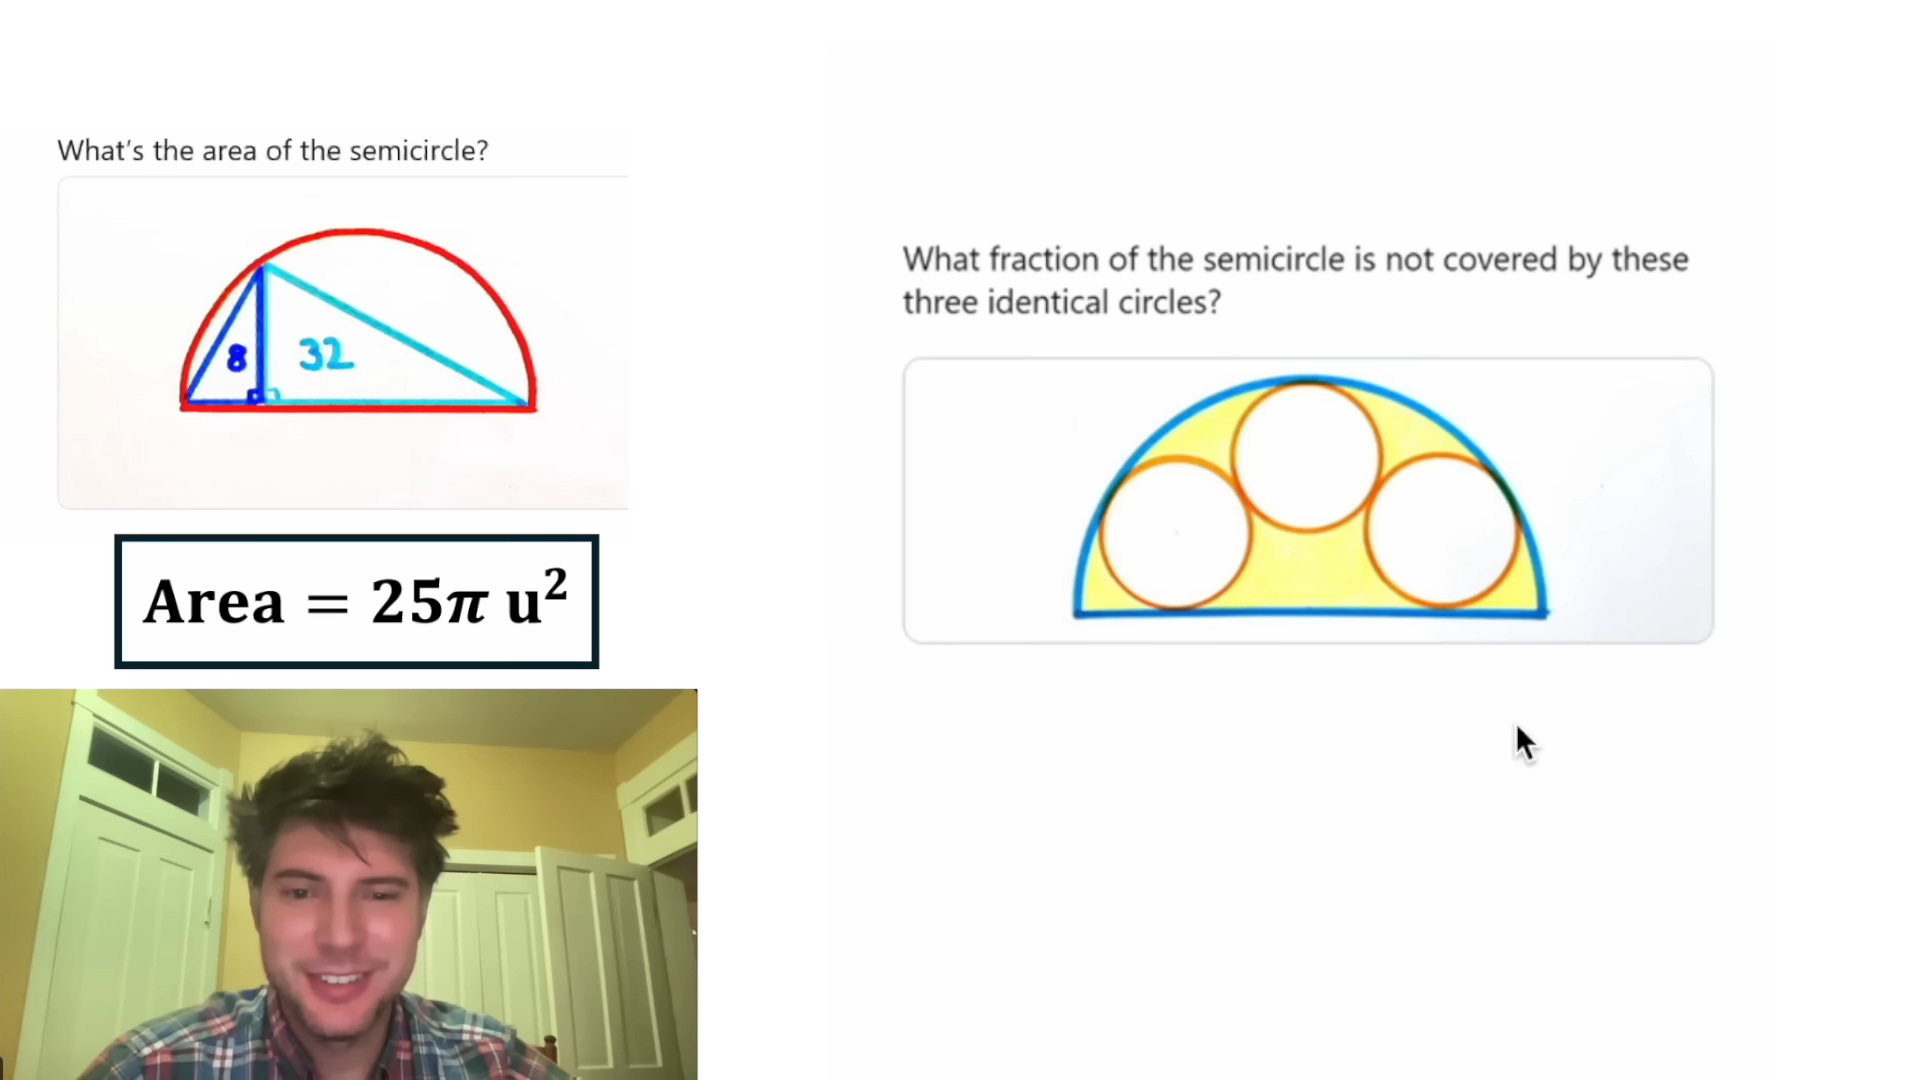 What's the area of the semicircle?
8
32
Area = 25π u²
What fraction of the semicircle is not covered by these
three identical circles?